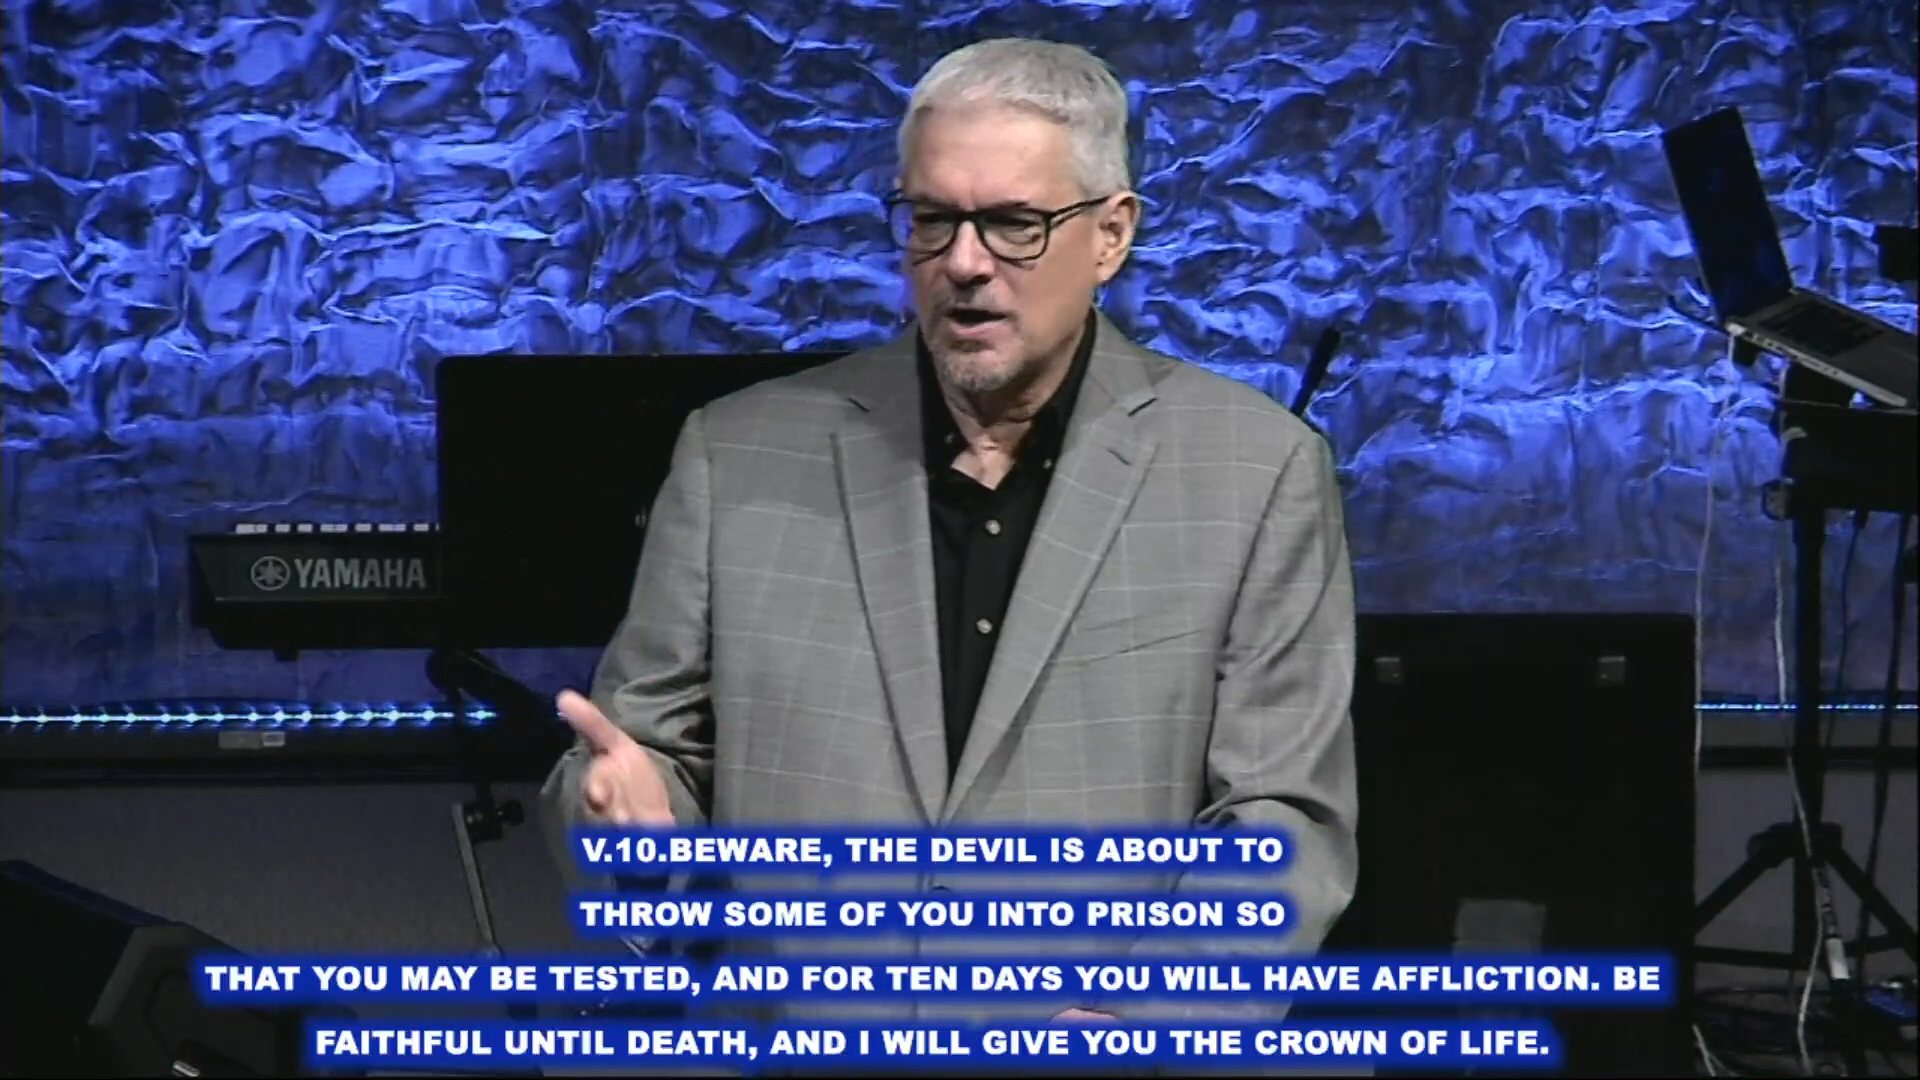 YAMAHA
V.10.BEWARE, THE DEVIL IS ABOUT TO
THROW SOME OF YOU INTO PRISON SO
THAT YOU MAY BE TESTED, AND FOR TEN DAYS YOU WILL HAVE AFFLICTION. BE
FAITHFUL UNTIL DEATH, AND I WILL GIVE YOU THE CROWN OF LIFE.